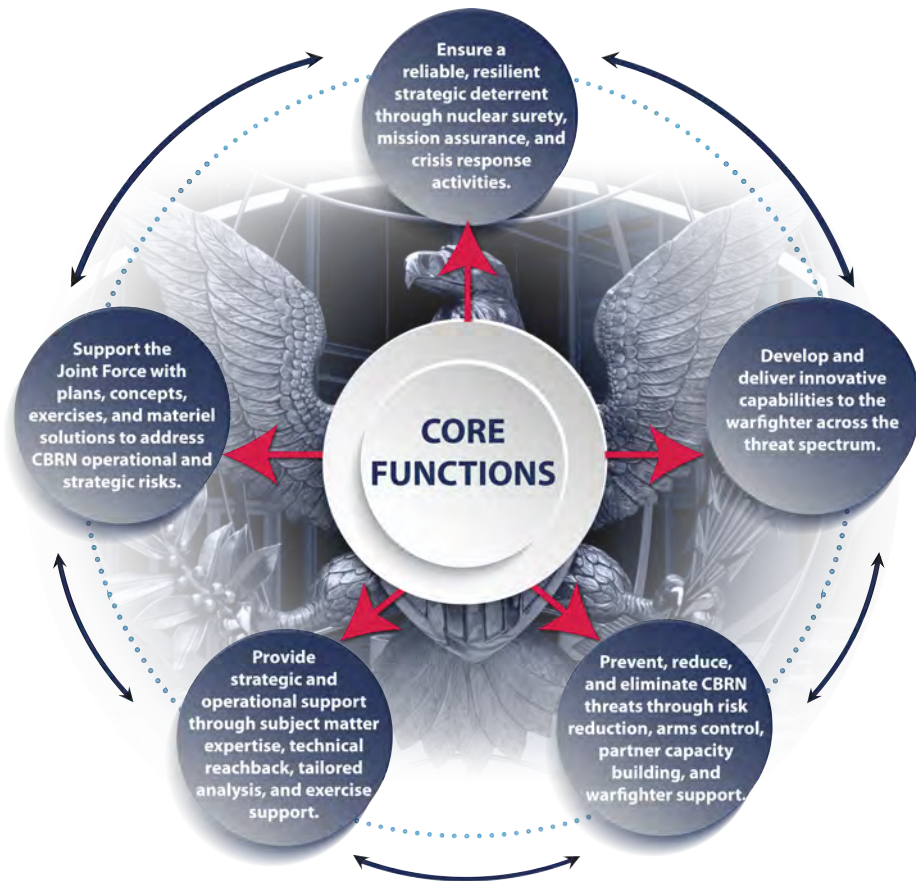 Ensure a
reliable, resilient
strategic deterrent
through nuclear surety,
mission assurance, and
crisis response
activities.
Support the
Joint Force with
plans, concepts,
exercises, and materiel
solutions to address
CBRN operational and
strategic risks.
CORE
FUNCTIONS
Develop and
deliver innovative
capabilities to the
warfighter across the
threat spectrum.
Provide
strategic and
operational support
through subject matter
expertise, technical
reachback, tailored
analysis, and exercise
support.
Prevent, reduce,
and eliminate CBRN
threats through risk
reduction, arms control,
partner capacity
building, and
warfighter support.